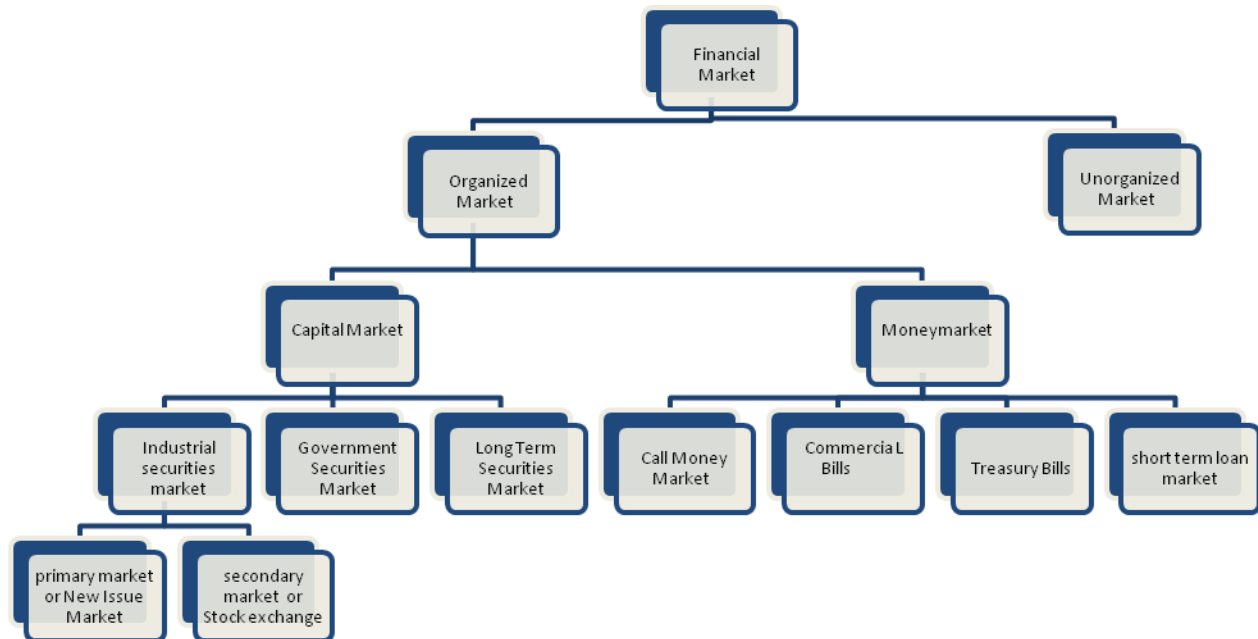 Financial
Market
Organized
Market
Unorganized
Market
Capital Market
Moneymarket
Industrial
securities
market
Government
Securities
Market
Long Term
Securities
Market
Call Money
Market
Commercia L
Bills
Treasury Bills
short term loan
market
primary market
or New Issue
Market
secondary
market or
Stock exchange